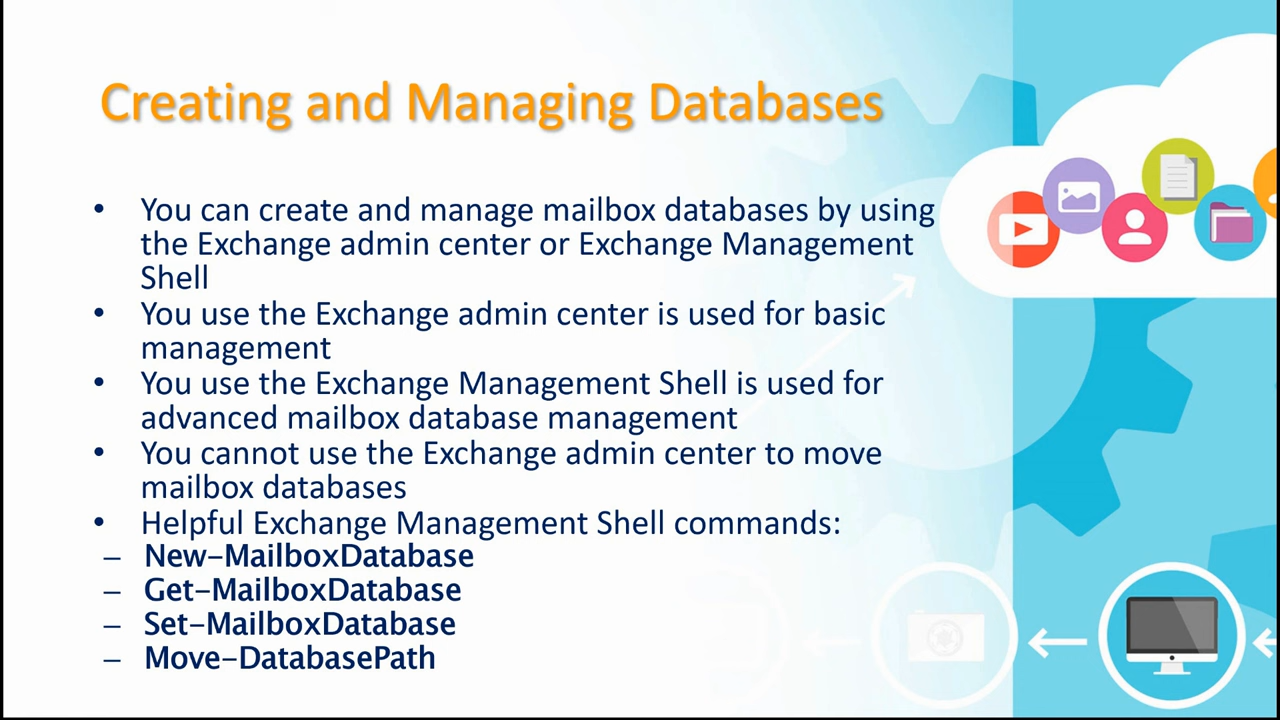 Creating and Managing Databases
• You can create and manage mailbox databases by using
the Exchange admin center or Exchange Management
Shell
• You use the Exchange admin center is used for basic
management
• You use the Exchange Management Shell is used for
advanced mailbox database management
• You cannot use the Exchange admin center to move
mailbox databases
• Helpful Exchange Management Shell commands:
– New-MailboxDatabase
– Get-MailboxDatabase
– Set-MailboxDatabase
– Move-DatabasePath